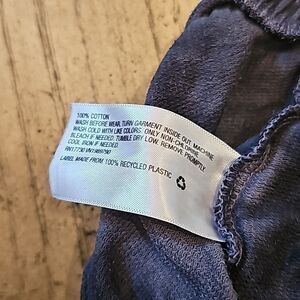 100% COTTON
WASH BEFORE WEAR, TURN GARMENT INSIDE OUT MACHINE
WASH COLD WITH LIKE COLORS. ONLY NON-CHLORINE
BLEACH IF NEEDED. TUMBLE DRY LOW. REMOVE PROMPTLY.
COOL IRON IF NEEDED.
LABEL MADE FROM 100% RECYCLED PLASTIC